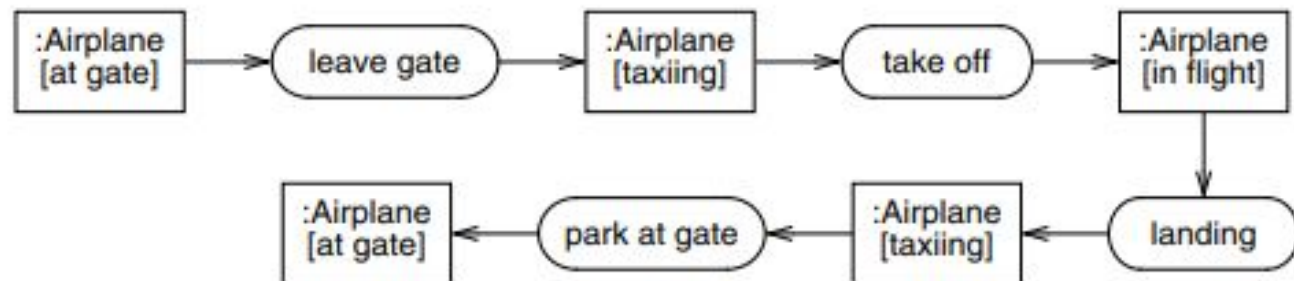 :Airplane
[at gate]
leave gate
:Airplane
[taxiing]
take off
:Airplane
[in flight]
:Airplane
[at gate]
park at gate
:Airplane
[taxiing]
landing